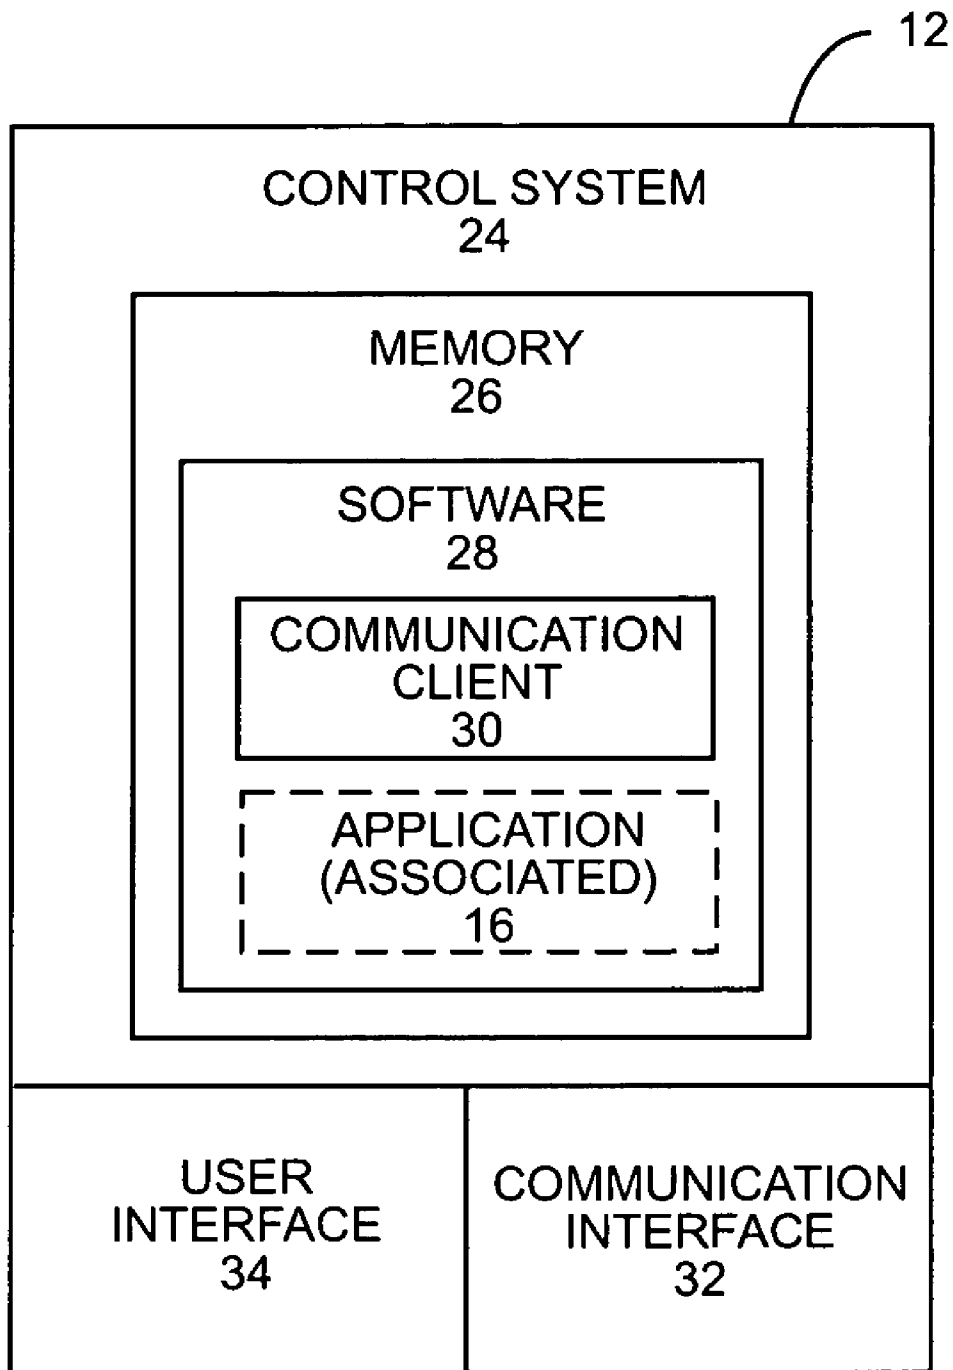 12
CONTROL SYSTEM
24
MEMORY
26
SOFTWARE
28
COMMUNICATION
CLIENT
30
APPLICATION
(ASSOCIATED)
16
USER
INTERFACE
34
COMMUNICATION
INTERFACE
32